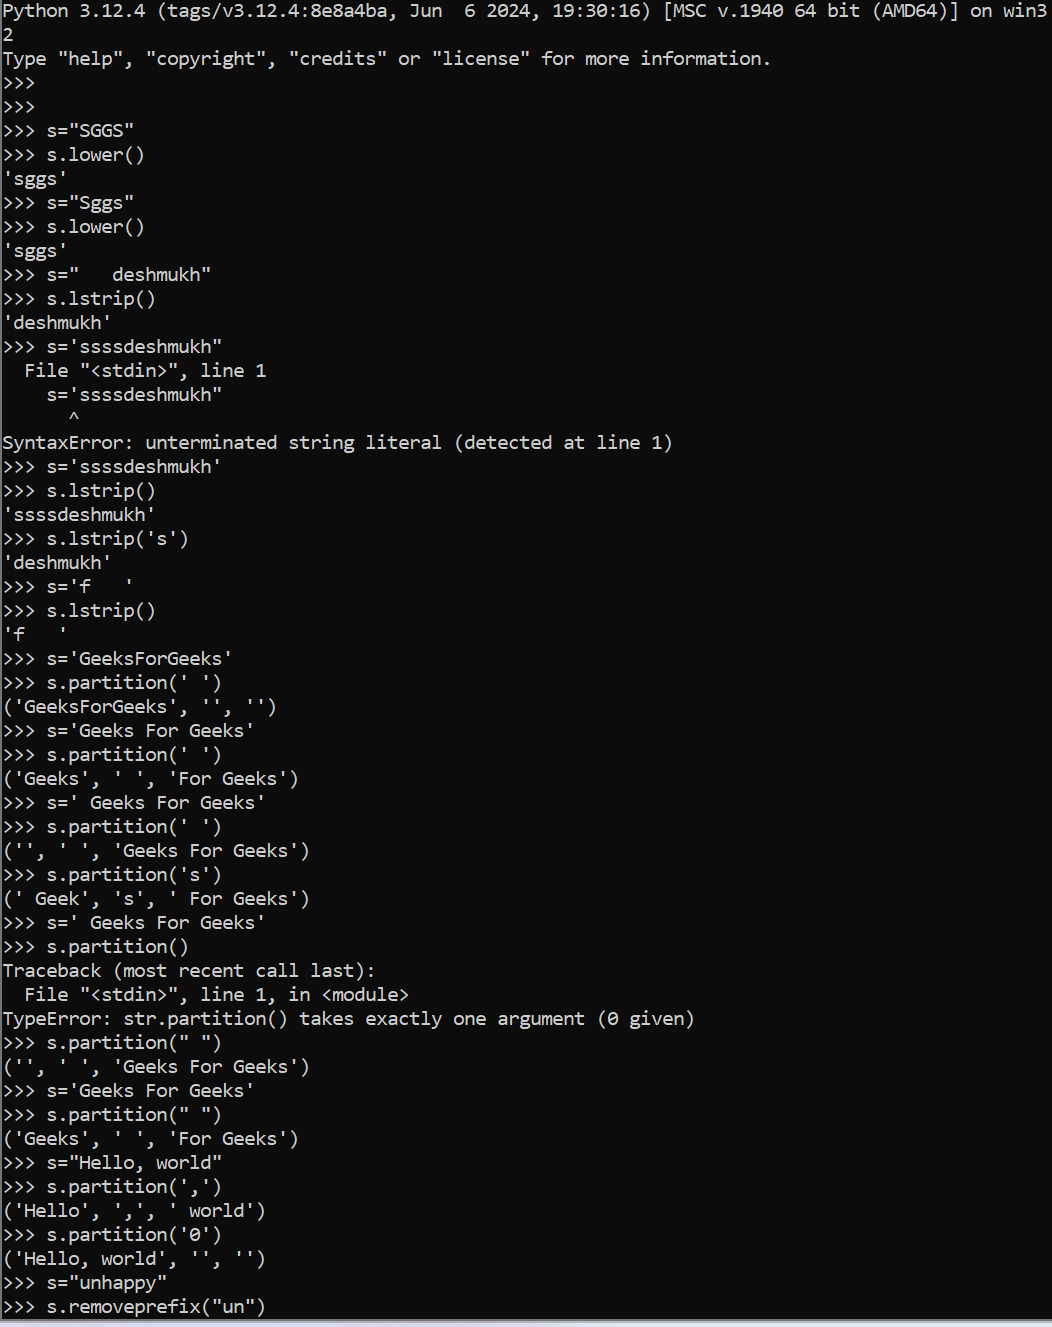 Python 3.12.4 (tags/v3.12.4:8e8a4ba, Jun  6 2024, 19:30:16) [MSC v.1940 64 bit (AMD64)] on win3
2
Type "help", "copyright", "credits" or "license" for more information.
>>>
>>>
>>> s="SGGS"
>>> s.lower()
'sggs'
>>> s="Sggs"
>>> s.lower()
'sggs'
>>> s="   deshmukh"
>>> s.lstrip()
'deshmukh'
>>> s='ssssdeshmukh"
  File "<stdin>", line 1
    s='ssssdeshmukh"
      ^
SyntaxError: unterminated string literal (detected at line 1)
>>> s='ssssdeshmukh'
>>> s.lstrip()
'ssssdeshmukh'
>>> s.lstrip('s')
'deshmukh'
>>> s='f   '
>>> s.lstrip()
'f   '
>>> s='GeeksForGeeks'
>>> s.partition(' ')
('GeeksForGeeks', '', '')
>>> s='Geeks For Geeks'
>>> s.partition(' ')
('Geeks', ' ', 'For Geeks')
>>> s=' Geeks For Geeks'
>>> s.partition(' ')
('', ' ', 'Geeks For Geeks')
>>> s.partition('s')
(' Geek', 's', ' For Geeks')
>>> s=' Geeks For Geeks'
>>> s.partition()
Traceback (most recent call last):
  File "<stdin>", line 1, in <module>
TypeError: str.partition() takes exactly one argument (0 given)
>>> s.partition(" ")
('', ' ', 'Geeks For Geeks')
>>> s='Geeks For Geeks'
>>> s.partition(" ")
('Geeks', ' ', 'For Geeks')
>>> s="Hello, world"
>>> s.partition(',')
('Hello', ',', ' world')
>>> s.partition('0')
('Hello, world', '', '')
>>> s="unhappy"
>>> s.removeprefix("un")